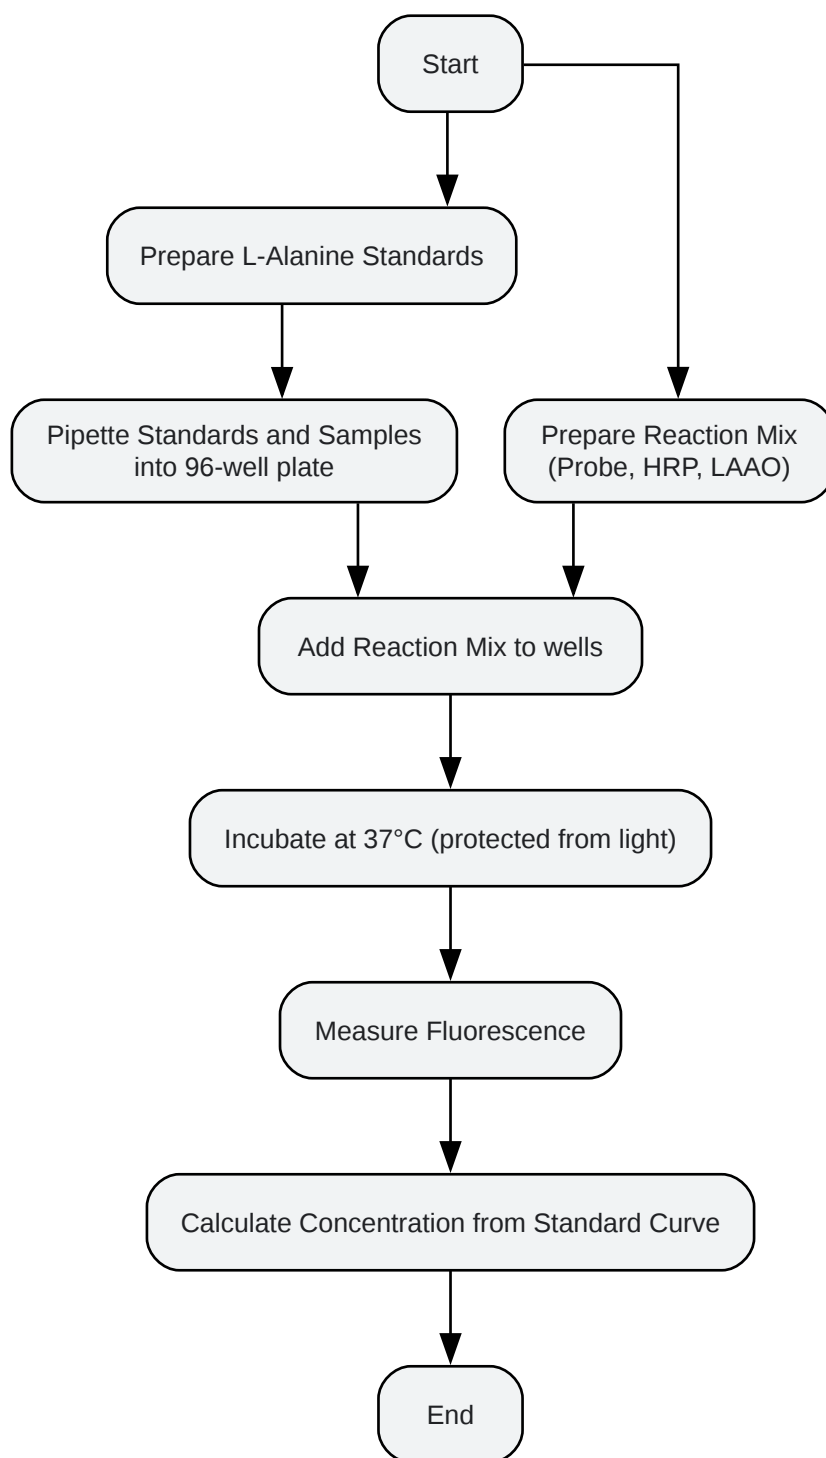 Start
Prepare L-Alanine Standards
Pipette Standards and Samples
into 96-well plate
Prepare Reaction Mix
(Probe, HRP, LAAO)
Add Reaction Mix to wells
Incubate at 37°C (protected from light)
Measure Fluorescence
Calculate Concentration from Standard Curve
End